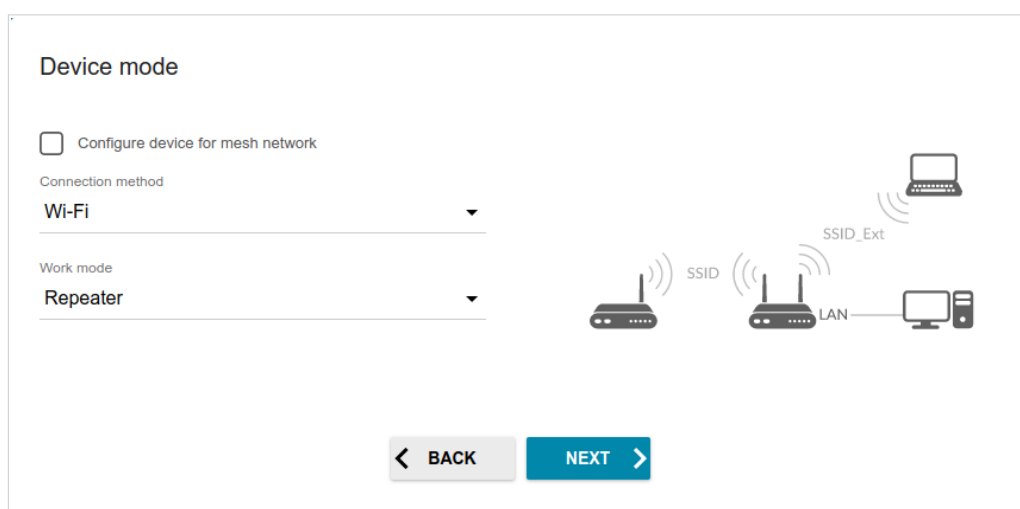 Device mode
Configure device for mesh network
Connection method
Wi-Fi
Work mode
Repeater
SSID
SSID_Ext
LAN
BACK
NEXT